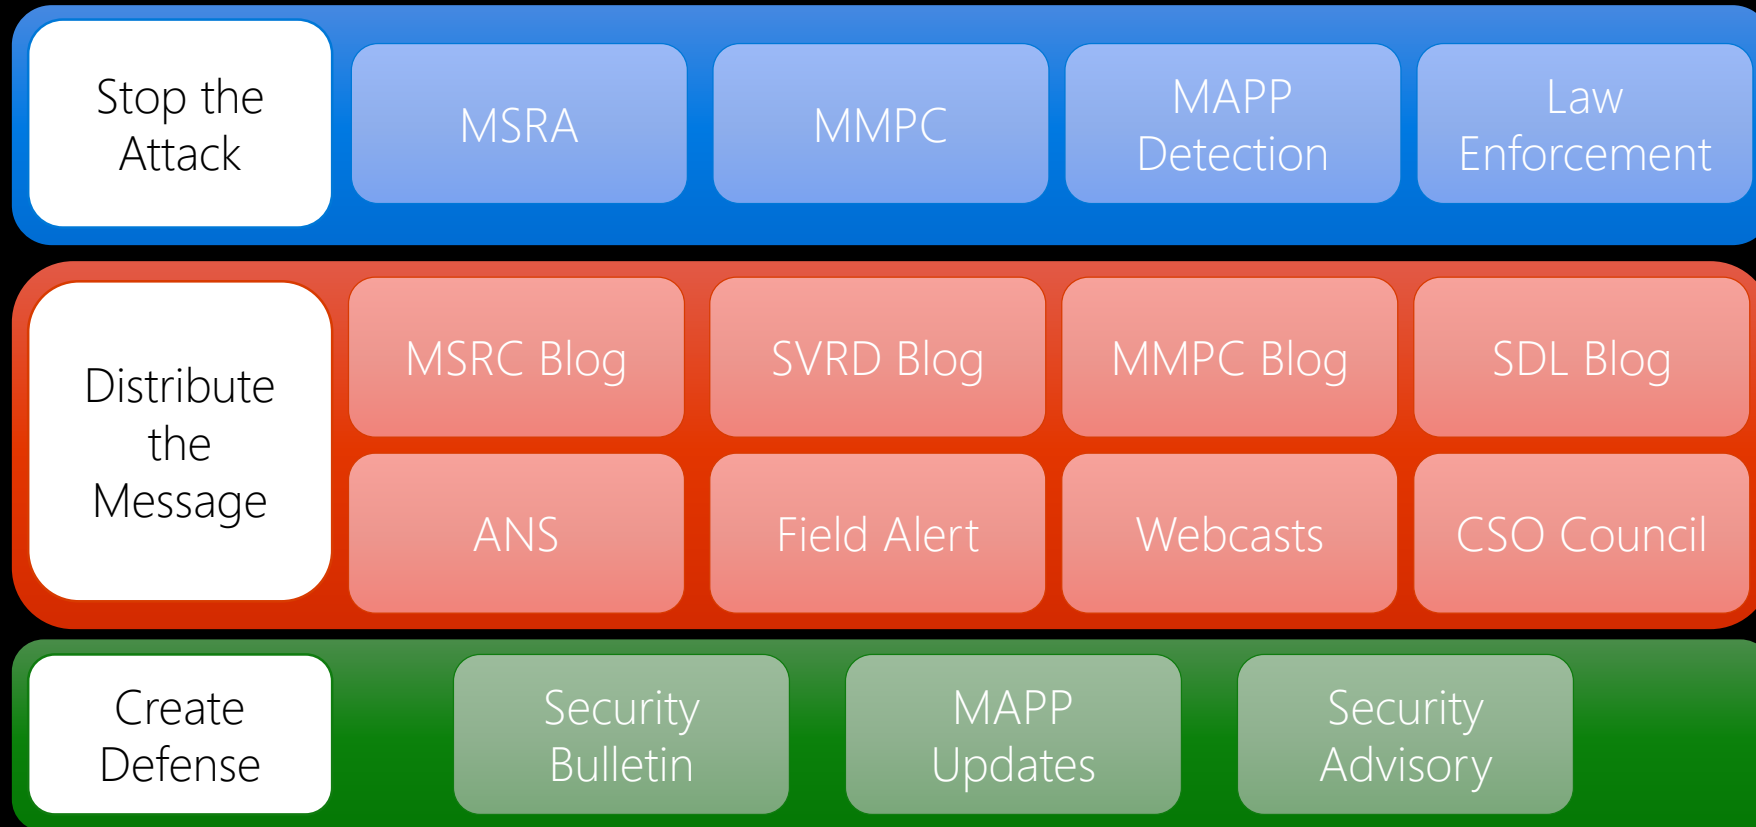 Stop the
Attack
MSRA
MMPC
MAPP
Detection
Law
Enforcement
Distribute
the
Message
MSRC Blog
SVRD Blog
MMPC Blog
SDL Blog
ANS
Field Alert
Webcasts
CSO Council
Create
Defense
Security
Bulletin
MAPP
Updates
Security
Advisory